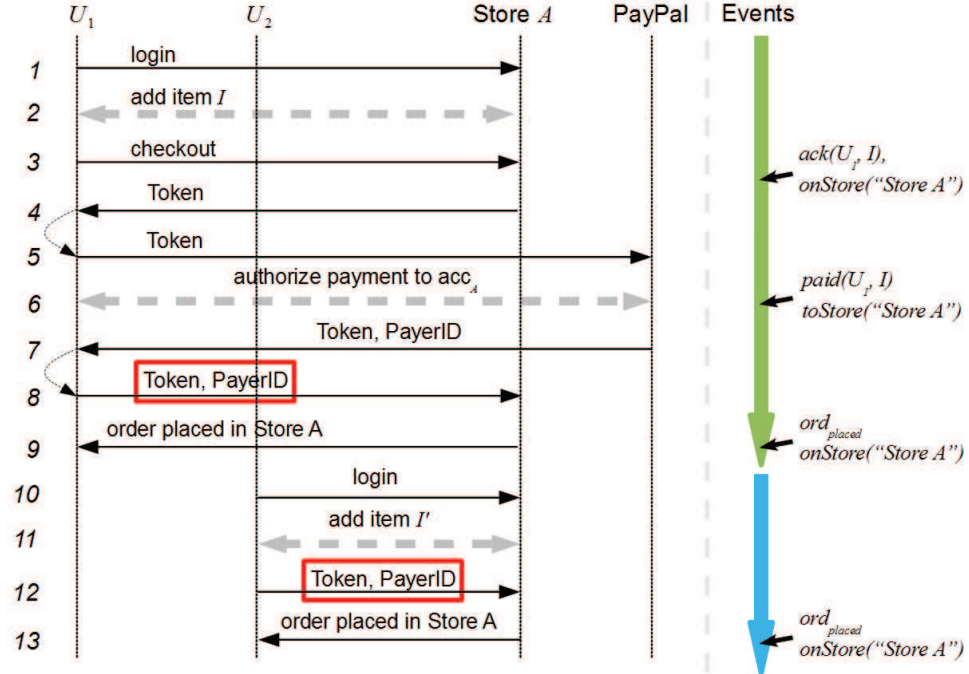 U1 U2 Store A PayPal Events
1 login
2 add item I
3 checkout
ack(U1, I),
onStore("Store A")
4 Token
5 Token
6 authorize payment to accA
paid(U1, I)
toStore("Store A")
7 Token, PayerID
8 Token, PayerID
9 order placed in Store A
ordplaced
onStore("Store A")
10 login
11 add item I'
12 Token, PayerID
13 order placed in Store A
ordplaced
onStore("Store A")